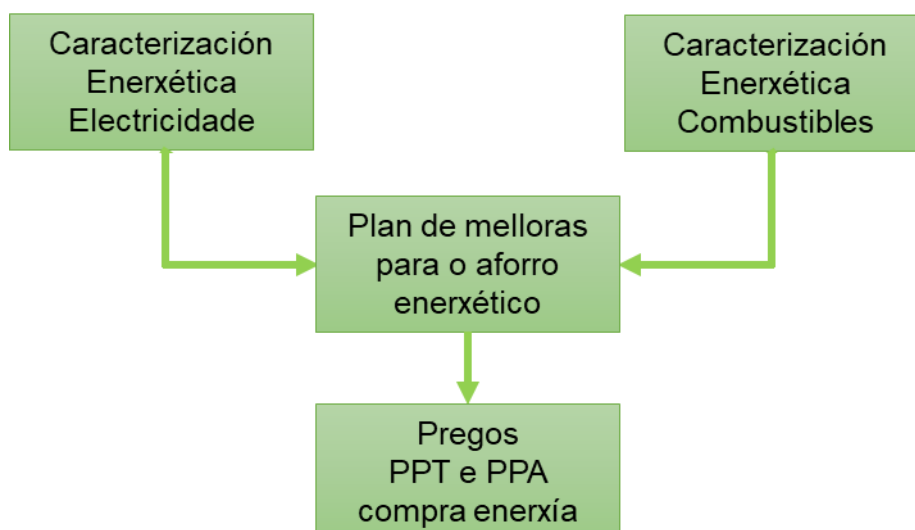 Caracterización
Enerxética
Electricidade
Caracterización
Enerxética
Combustibles
Plan de melloras
para o aforro
enerxético
Pregos
PPT e PPA
compra enerxía